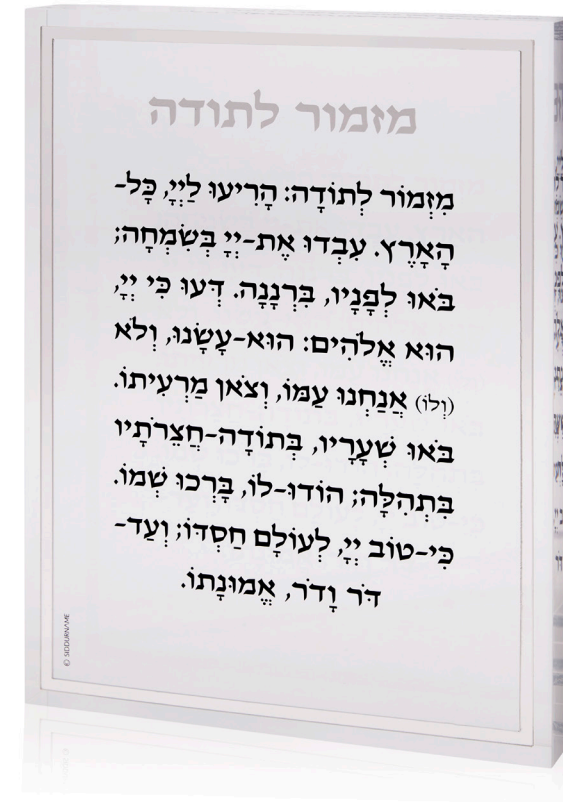 מזמור לתודה
מִזְמוֹר לְתוֹדָה: הָרִיעוּ לַיְיָ, כָּל-
הָאָרֶץ. עִבְדוּ אֶת-יְיָ בְּשִׂמְחָה;
בֹּאוּ לְפָנָיו, בִּרְנָנָה. דְּעוּ כִּי יְיָ,
הוּא אֱלֹהִים: הוּא-עָשָׂנוּ, וְלֹא
(וְלוֹ) אֲנַחְנוּ עַמּוֹ, וְצֹאן מַרְעִיתוֹ.
בֹּאוּ שְׁעָרָיו, בְּתוֹדָה-חֲצֵרֹתָיו
בִּתְהִלָּה; הוֹדוּ-לוֹ, בָּרְכוּ שְׁמוֹ.
כִּי-טוֹב יְיָ, לְעוֹלָם חַסְדּוֹ; וְעַד-
דֹּר וָדֹר, אֱמוּנָתוֹ.
© SIDDURNAME